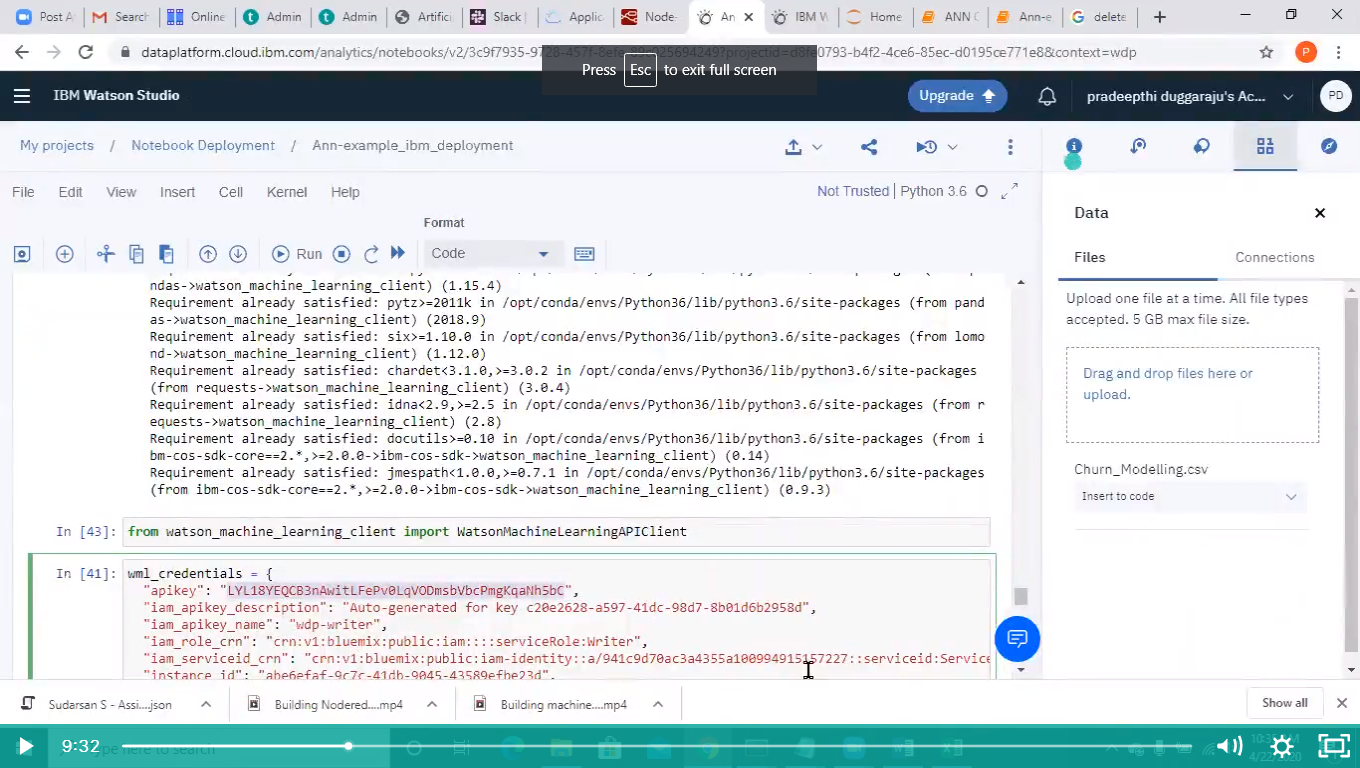 Post At
Search
Online
Admin
Admin
Artific
Slack |
Applic
Node-
An
IBM W
Home
ANN C
Ann-e
delete
dataplatform.cloud.ibm.com/analytics/notebooks/v2/3c9f7935-9728-457f-
d8fe0793-b4f2-4ce6-85ec-d0195ce771e8&context=wdp
P
Press Esc to exit full screen
IBM Watson Studio
Upgrade
pradeepthi duggaraju's Ac...
PD
My projects / Notebook Deployment / Ann-example_ibm_deployment
File Edit View Insert Cell Kernel Help
Not Trusted | Python 3.6
Format
Run
Code
ndas->watson_machine_learning_client) (1.15.4)
Requirement already satisfied: pytz>=2011k in /opt/conda/envs/Python36/lib/python3.6/site-packages (from pand
as->watson_machine_learning_client) (2018.9)
Requirement already satisfied: six>=1.10.0 in /opt/conda/envs/Python36/lib/python3.6/site-packages (from lomo
nd->watson_machine_learning_client) (1.12.0)
Requirement already satisfied: chardet<3.1.0,>=3.0.2 in /opt/conda/envs/Python36/lib/python3.6/site-packages
(from requests->watson_machine_learning_client) (3.0.4)
Requirement already satisfied: idna<2.9,>=2.5 in /opt/conda/envs/Python36/lib/python3.6/site-packages (from r
equests->watson_machine_learning_client) (2.8)
Requirement already satisfied: docutils>=0.10 in /opt/conda/envs/Python36/lib/python3.6/site-packages (from i
bm-cos-sdk-core==2.*,>=2.0.0->ibm-cos-sdk->watson_machine_learning_client) (0.14)
Requirement already satisfied: jmespath<1.0.0,>=0.7.1 in /opt/conda/envs/Python36/lib/python3.6/site-packages
(from ibm-cos-sdk-core==2.*,>=2.0.0->ibm-cos-sdk->watson_machine_learning_client) (0.9.3)
In [43]: from watson_machine_learning_client import WatsonMachineLearningAPIClient
In [41]: wml_credentials = {
"apikey": "LYL18YEQCB3nAwitLFePv0LqVODmsbVbcPmgKqaNh5bC",
"iam_apikey_description": "Auto-generated for key c20e2628-a597-41dc-98d7-8b01d6b2958d",
"iam_apikey_name": "wdp-writer",
"iam_role_crn": "crn:v1:bluemix:public:iam::::serviceRole:Writer",
"iam_serviceid_crn": "crn:v1:bluemix:public:iam-identity::a/941c9d70ac3a4355a100994915157227::serviceid:Service
"instance_id": "abe6efaf-9c7c-41db-9045-43589efbe23d",
Data
Files
Connections
Upload one file at a time. All file types
accepted. 5 GB max file size.
Drag and drop files here or
upload.
Churn_Modelling.csv
Insert to code
Sudarsan S - Assi....json
Building Nodered....mp4
Building machine....mp4
Show all
9:32
here to search
4/22/2020